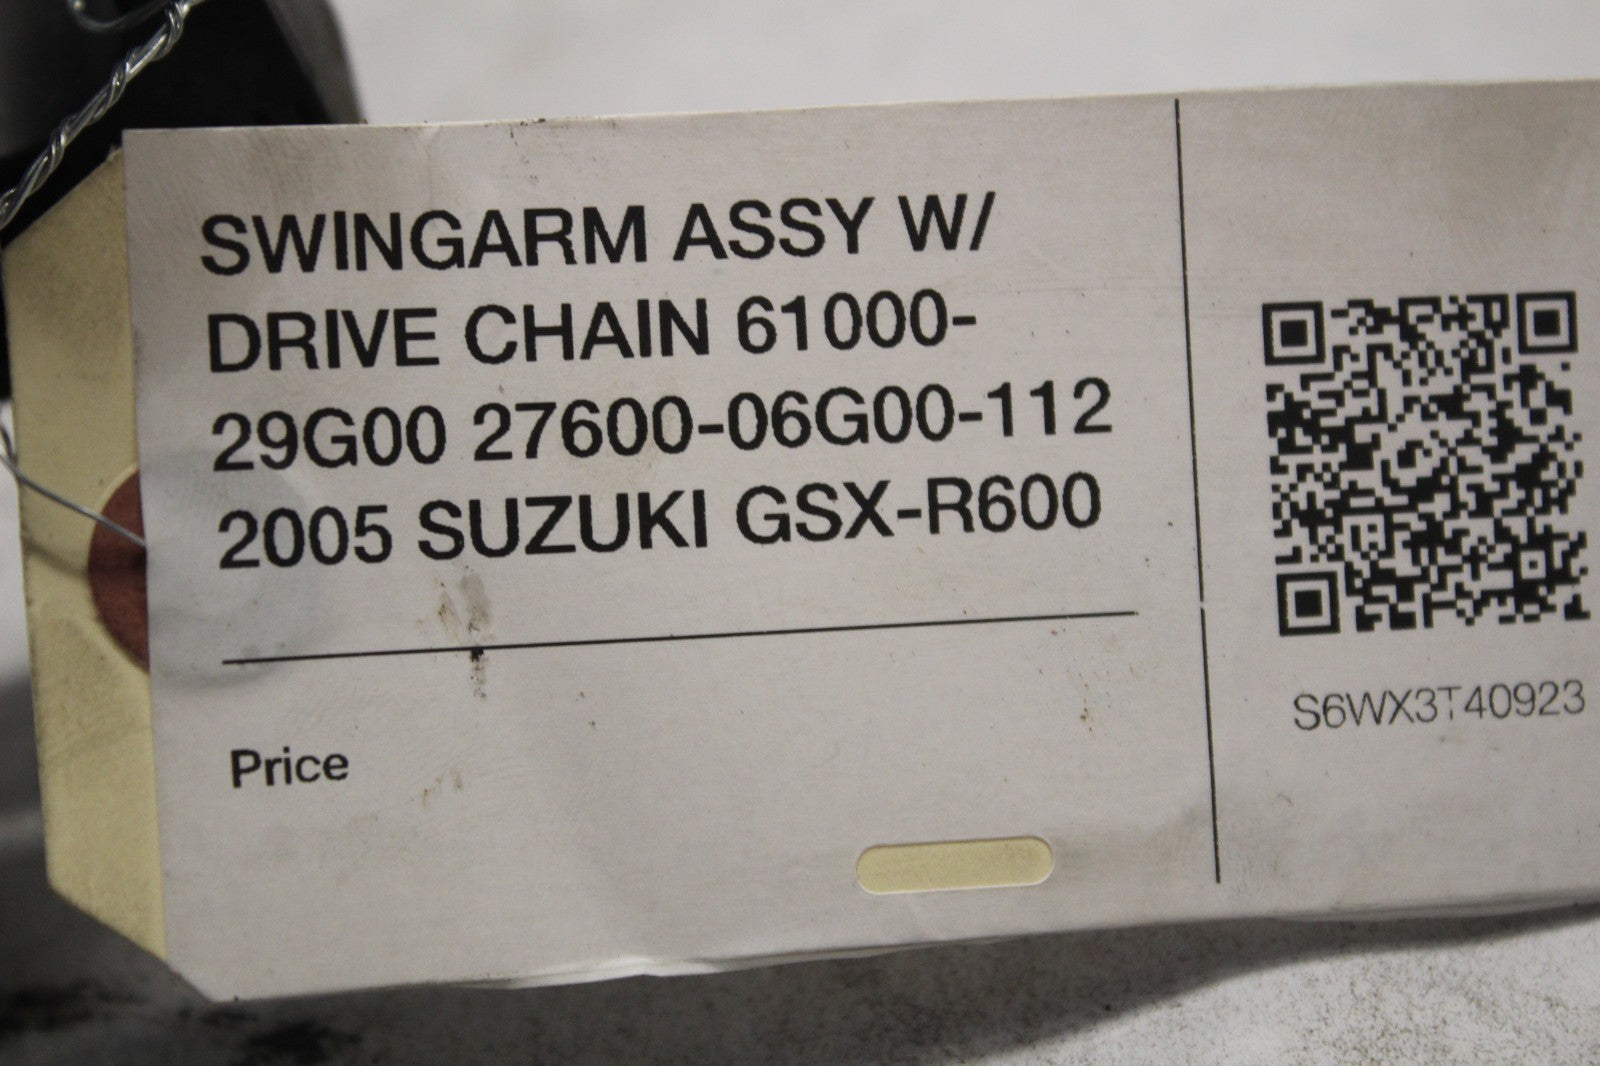 SWINGARM ASSY W/
DRIVE CHAIN 61000-
29G00 27600-06G00-112
2005 SUZUKI GSX-R600
Price
S6WX3T40923